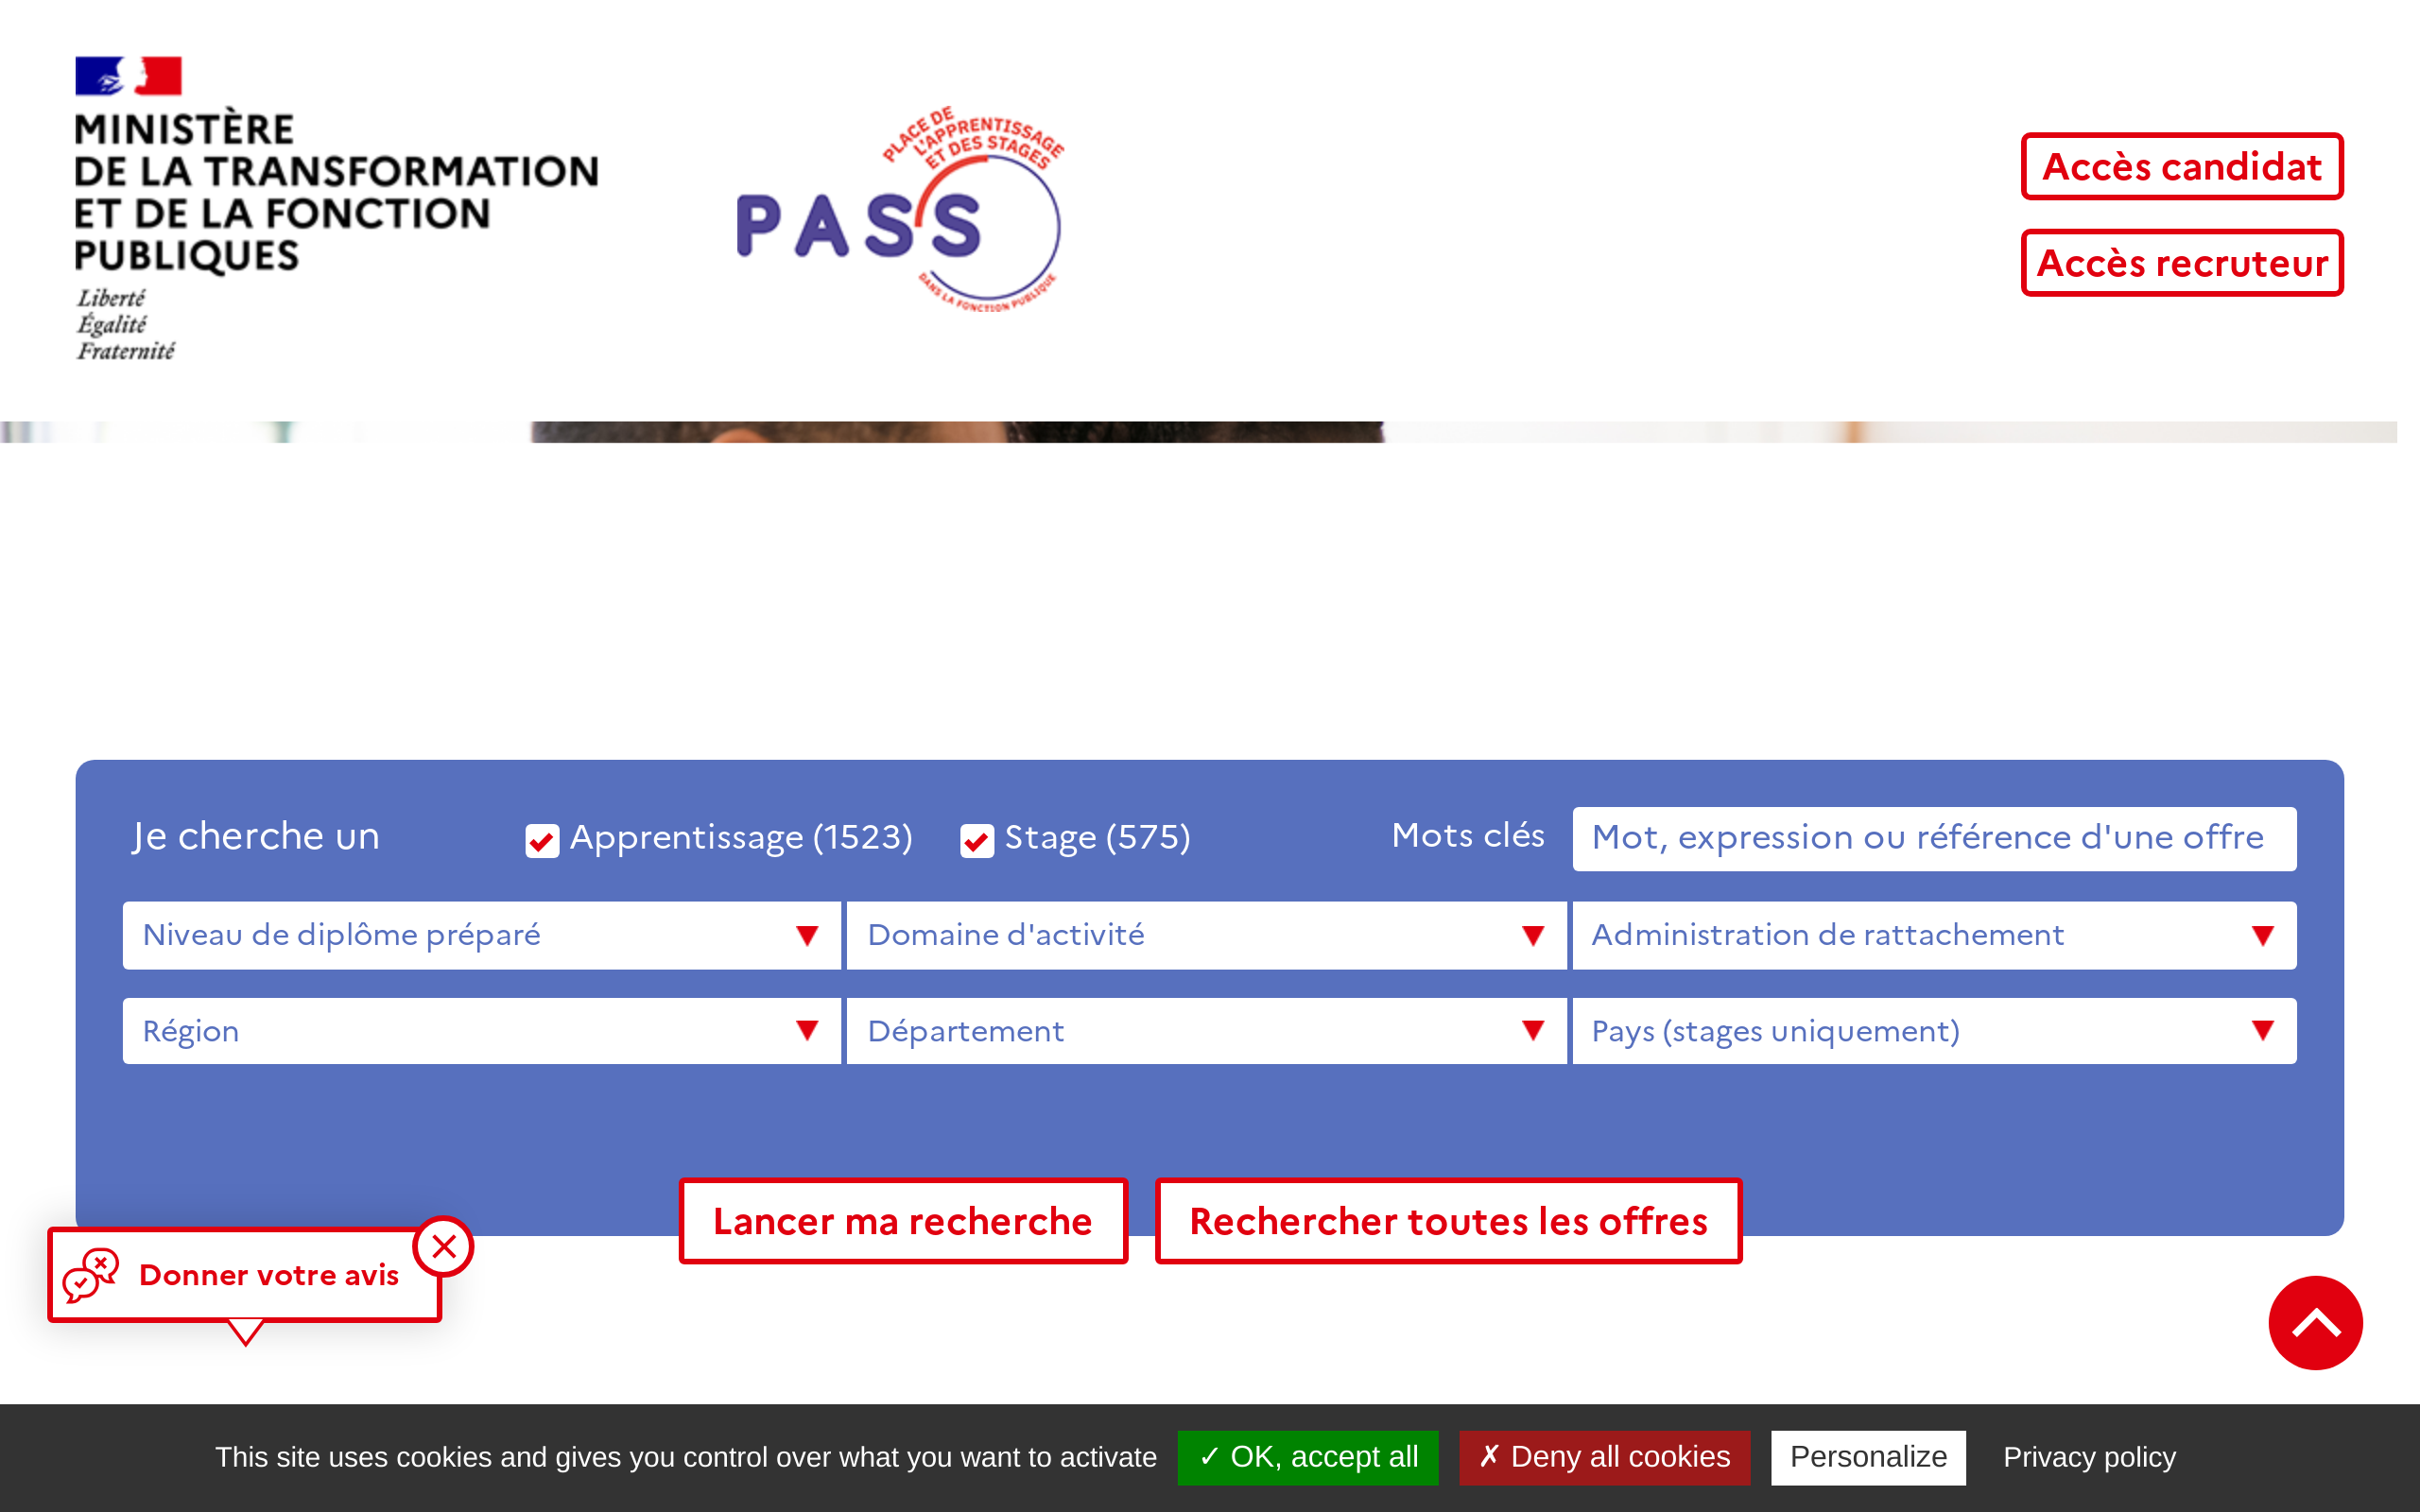 MINISTÈRE
DE LA TRANSFORMATION
ET DE LA FONCTION
PUBLIQUES
Liberté
Égalité
Fraternité
PLACE DE
L'APPRENTISSAGE
ET DES STAGES
PASS
DANS LA FONCTION PUBLIQUE
Accès candidat
Accès recruteur
Je cherche un
Apprentissage (1523)
Stage (575)
Mots clés
Mot, expression ou référence d'une offre
Niveau de diplôme préparé
Domaine d'activité
Administration de rattachement
Région
Département
Pays (stages uniquement)
Lancer ma recherche
Rechercher toutes les offres
Donner votre avis
This site uses cookies and gives you control over what you want to activate
✓ OK, accept all
✗ Deny all cookies
Personalize
Privacy policy